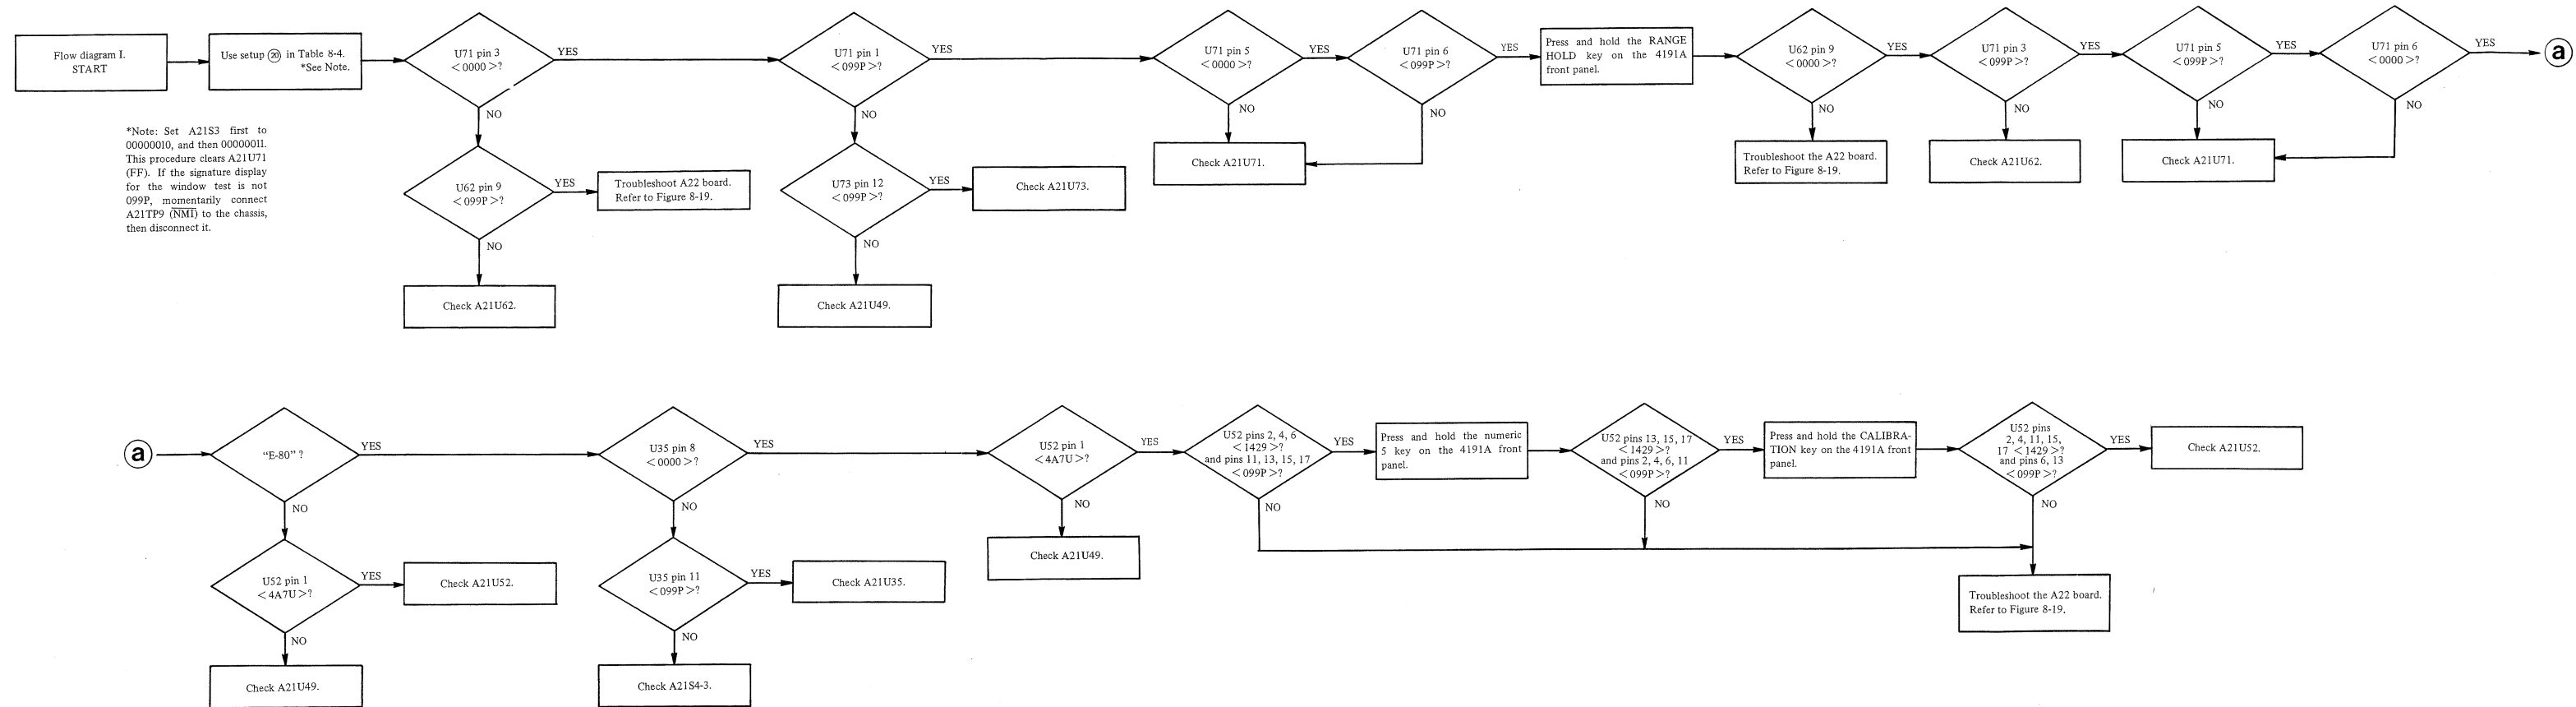 Flow diagram I.
START
Use setup ⑳ in Table 8-4.
*See Note.
*Note: Set A21S3 first to
00000010, and then 00000011.
This procedure clears A21U71
(FF). If the signature display
for the window test is not
099P, momentarily connect
A21TP9 (NMI) to the chassis,
then disconnect it.
U71 pin 3
<0000>?
YES
NO
U62 pin 9
<099P>?
YES
Troubleshoot A22 board.
Refer to Figure 8-19.
NO
Check A21U62.
U71 pin 1
<099P>?
YES
NO
U73 pin 12
<099P>?
YES
Check A21U73.
NO
Check A21U49.
U71 pin 5
<0000>?
YES
NO
Check A21U71.
U71 pin 6
<099P>?
YES
NO
Press and hold the RANGE
HOLD key on the 4191A
front panel.
U62 pin 9
<0000>?
YES
NO
Troubleshoot the A22 board.
Refer to Figure 8-19.
U71 pin 3
<099P>?
YES
NO
Check A21U62.
U71 pin 5
<099P>?
YES
NO
Check A21U71.
U71 pin 6
<0000>?
YES
NO
a
a
“E-80” ?
YES
NO
U52 pin 1
<4A7U>?
YES
Check A21U52.
NO
Check A21U49.
U35 pin 8
<0000>?
YES
NO
U35 pin 11
<099P>?
YES
Check A21U35.
NO
Check A21S4-3.
U52 pin 1
<4A7U>?
YES
NO
Check A21U49.
U52 pins 2, 4, 6
<1429>?
and pins 11, 13, 15, 17
<099P>?
YES
NO
Press and hold the numeric
5 key on the 4191A front
panel.
U52 pins 13, 15, 17
<1429>?
and pins 2, 4, 6, 11
<099P>?
YES
NO
Press and hold the CALIBRA-
TION key on the 4191A front
panel.
U52 pins
2, 4, 11, 15,
17 <1429>?
and pins 6, 13
<099P>?
YES
NO
Check A21U52.
Troubleshoot the A22 board.
Refer to Figure 8-19.